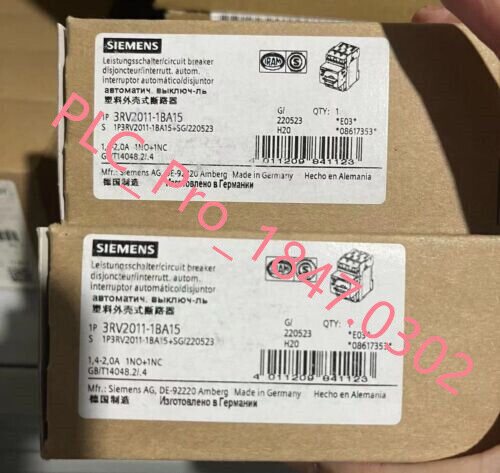 SIEMENS
Leistungsschalter/circuit breaker
disjoncteur/interrutt. autom.
interruptor automático/disjuntor
автоматич. выключ-ль
塑料外壳式断路器
1P 3RV2011-1BA15
S 1P3RV2011-1BA15+SG/220523
G/
220523
H20
QTY: 1
*E03*
*08617353*
1,4-2,0A 1NO+1NC
GB/T14048.2/.4
4 011209 841123
Mfr.: Siemens AG, DE-92220 Amberg Made in Germany Hecho en Alemania
德国制造 Изготовлено в Германии
SIEMENS
Leistungsschalter/circuit breaker
disjoncteur/interrutt. autom.
interruptor automático/disjuntor
автоматич. выключ-ль
塑料外壳式断路器
1P 3RV2011-1BA15
S 1P3RV2011-1BA15+SG/220523
G/
220523
H20
QTY: 1
*E03*
*08617353*
1,4-2,0A 1NO+1NC
GB/T14048.2/.4
4 011209 841123
Mfr.: Siemens AG, DE-92220 Amberg Made in Germany Hecho en Alemania
德国制造 Изготовлено в Германии
PLC_Pro_1847.0302